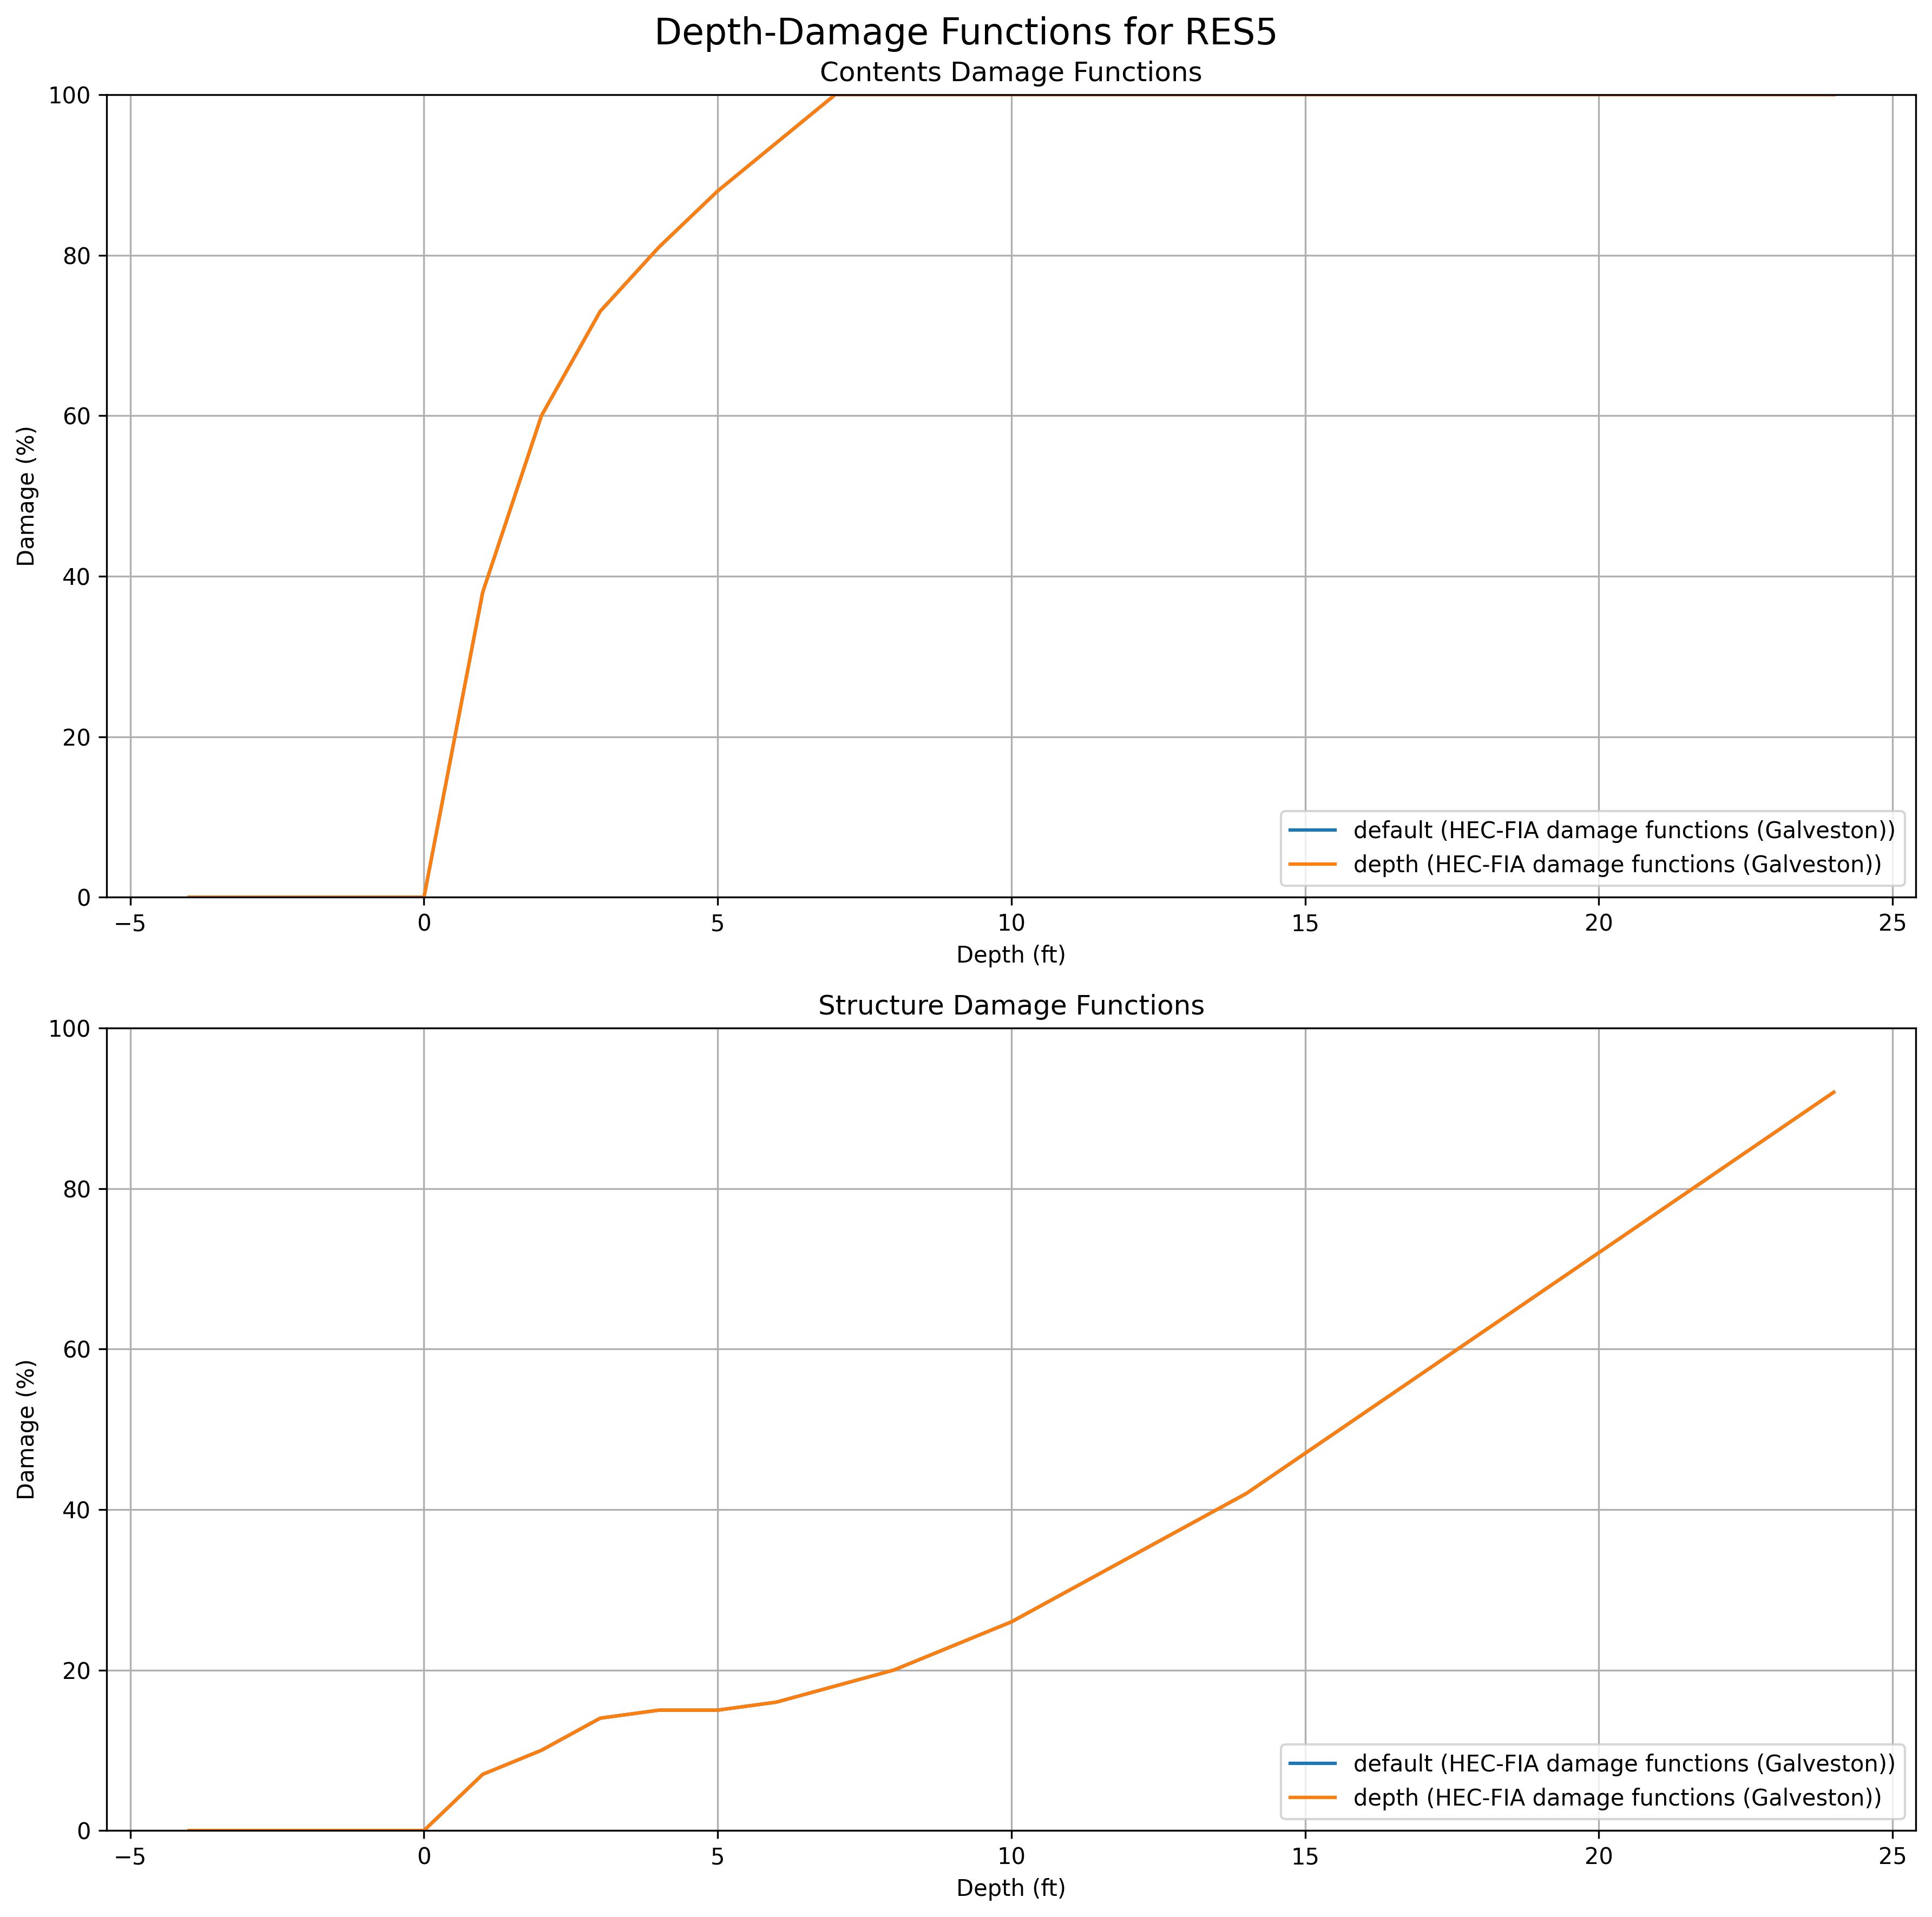 Depth-Damage Functions for RES5
Contents Damage Functions
100
80
60
40
20
0
Damage (%)
default (HEC-FIA damage functions (Galveston))
depth (HEC-FIA damage functions (Galveston))
−5 0 5 10 15 20 25
Depth (ft)
Structure Damage Functions
100
80
60
40
20
0
Damage (%)
default (HEC-FIA damage functions (Galveston))
depth (HEC-FIA damage functions (Galveston))
−5 0 5 10 15 20 25
Depth (ft)